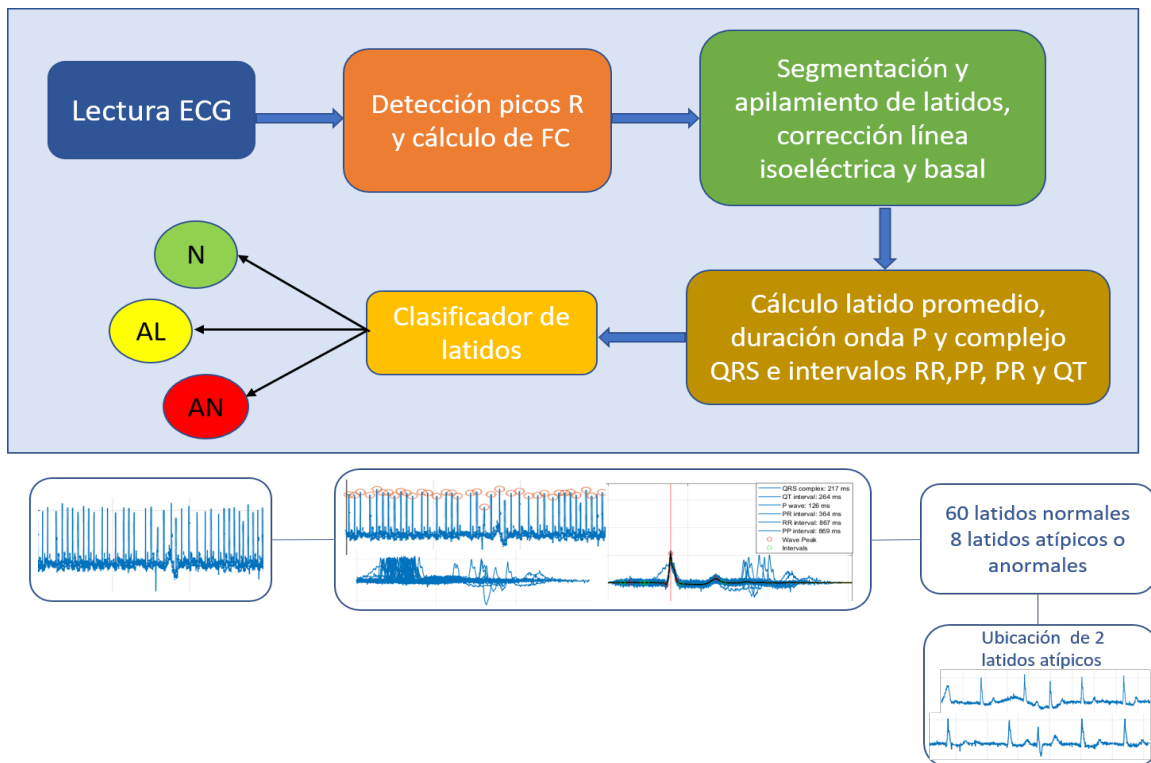 Lectura ECG
Detección picos R
y cálculo de FC
Segmentación y
apilamiento de latidos,
corrección línea
isoeléctrica y basal
Cálculo latido promedio,
duración onda P y complejo
QRS e intervalos RR,PP, PR y QT
Clasificador de
latidos
N
AL
AN
QRS complex: 217 ms
QT interval: 264 ms
P wave: 126 ms
PR interval: 364 ms
RR interval: 867 ms
PP interval: 869 ms
Wave Peak
Intervals
60 latidos normales
8 latidos atípicos o
anormales
Ubicación de 2
latidos atípicos